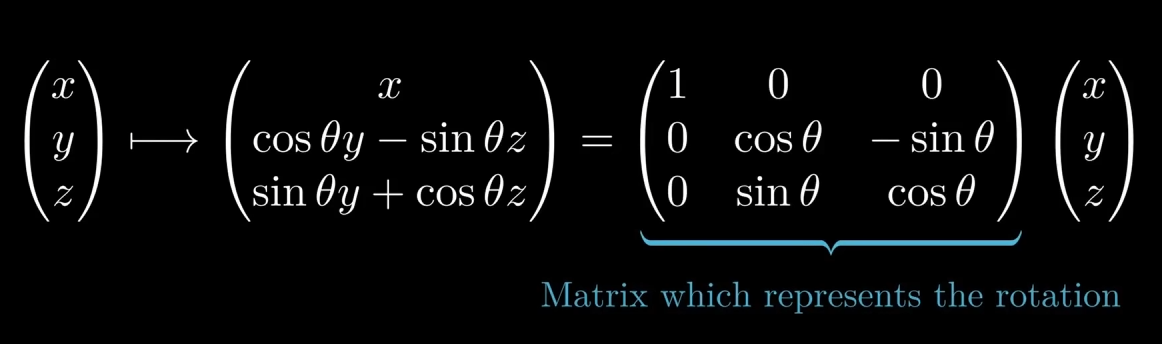 x x 1 0 0 x
y ⟼ cos θy − sin θz = 0 cos θ − sin θ y
z sin θy + cos θz 0 sin θ cos θ z
Matrix which represents the rotation